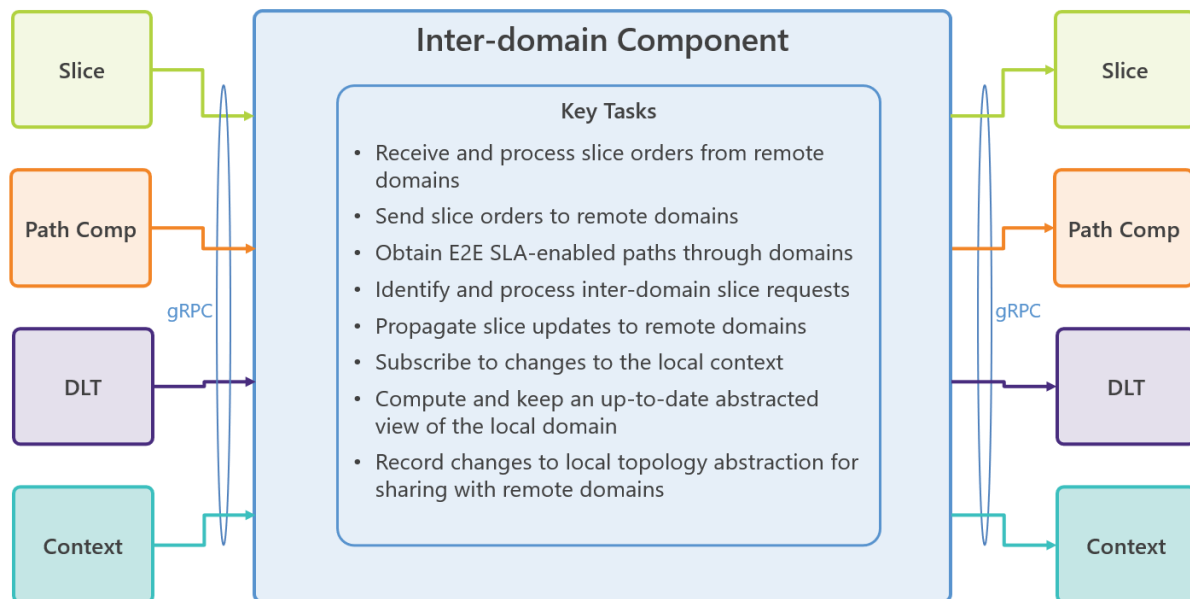 Inter-domain Component
Slice
Path Comp
gRPC
DLT
Context
Key Tasks
• Receive and process slice orders from remote
domains
• Send slice orders to remote domains
• Obtain E2E SLA-enabled paths through domains
• Identify and process inter-domain slice requests
• Propagate slice updates to remote domains
• Subscribe to changes to the local context
• Compute and keep an up-to-date abstracted
view of the local domain
• Record changes to local topology abstraction for
sharing with remote domains
Slice
Path Comp
gRPC
DLT
Context